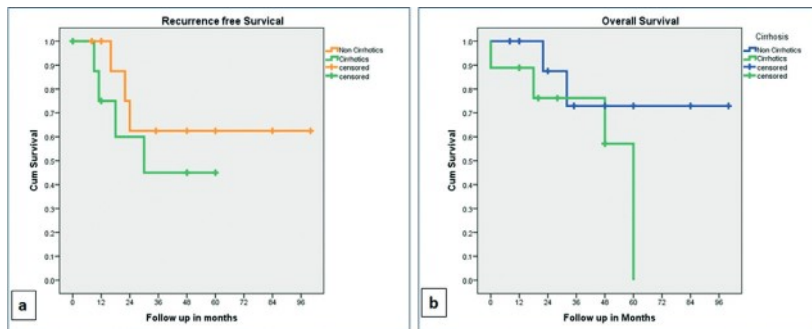 Recurrence free Survical
1.0
0.9
0.8
0.7
0.6
0.5
0.4
0.3
0.2
0.1
0.0
Cum Survival
0 12 24 36 48 60 72 84 96
Follow up in months
Non Cirrhotics
Cirrhotics
censored
censored
a
Overall Survival
Cirrhosis
1.0
0.9
0.8
0.7
0.6
0.5
0.4
0.3
0.2
0.1
0.0
Cum Survival
0 12 24 36 48 60 72 84 96
Follow up in Months
Non Cirrhotics
Cirrhotics
censored
censored
b